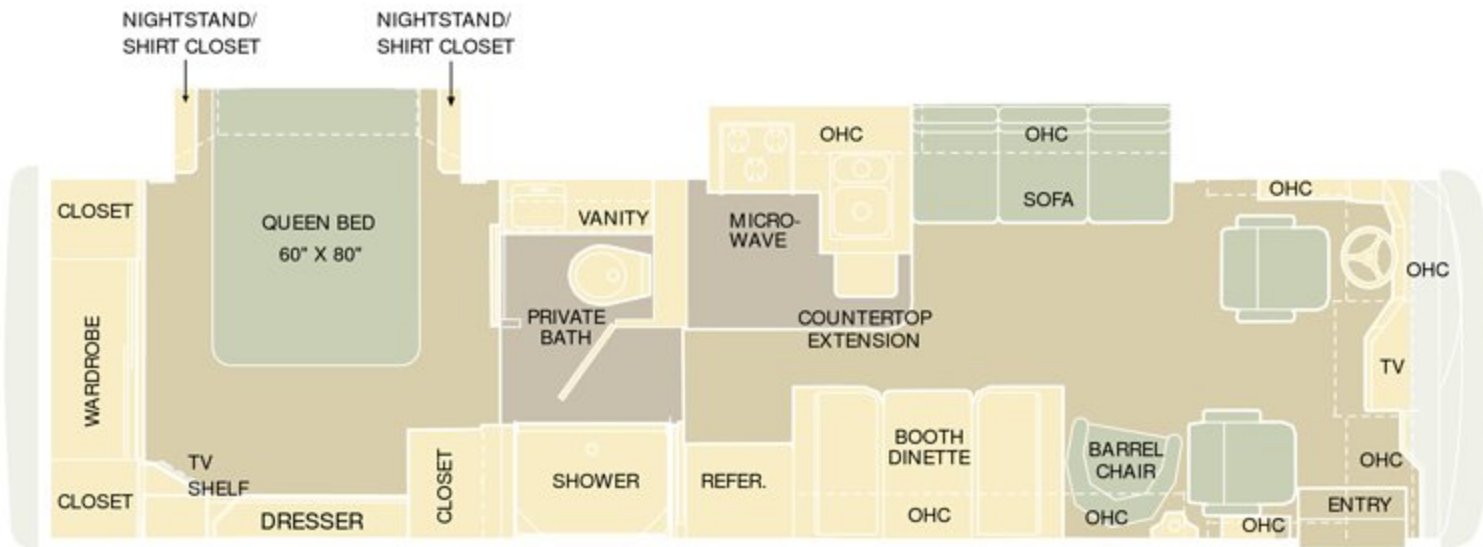 NIGHTSTAND/
SHIRT CLOSET
NIGHTSTAND/
SHIRT CLOSET
CLOSET
WARDROBE
CLOSET
QUEEN BED
60" X 80"
TV
SHELF
DRESSER
CLOSET
VANITY
PRIVATE
BATH
SHOWER
OHC
MICRO-
WAVE
COUNTERTOP
EXTENSION
REFER.
OHC
SOFA
BOOTH
DINETTE
OHC
BARREL
CHAIR
OHC
OHC
OHC
TV
OHC
ENTRY
OHC